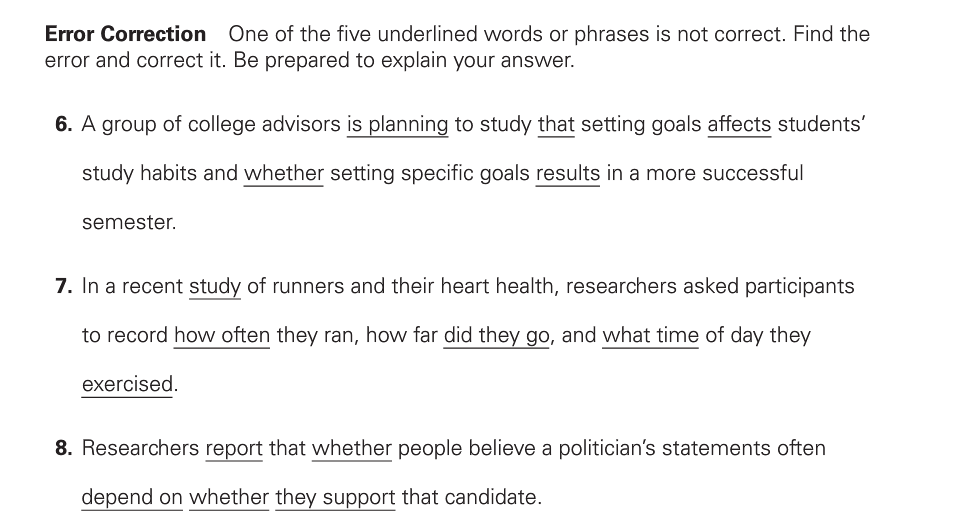 Error Correction One of the five underlined words or phrases is not correct. Find the
error and correct it. Be prepared to explain your answer.
6. A group of college advisors is planning to study that setting goals affects students’
study habits and whether setting specific goals results in a more successful
semester.
7. In a recent study of runners and their heart health, researchers asked participants
to record how often they ran, how far did they go, and what time of day they
exercised.
8. Researchers report that whether people believe a politician’s statements often
depend on whether they support that candidate.